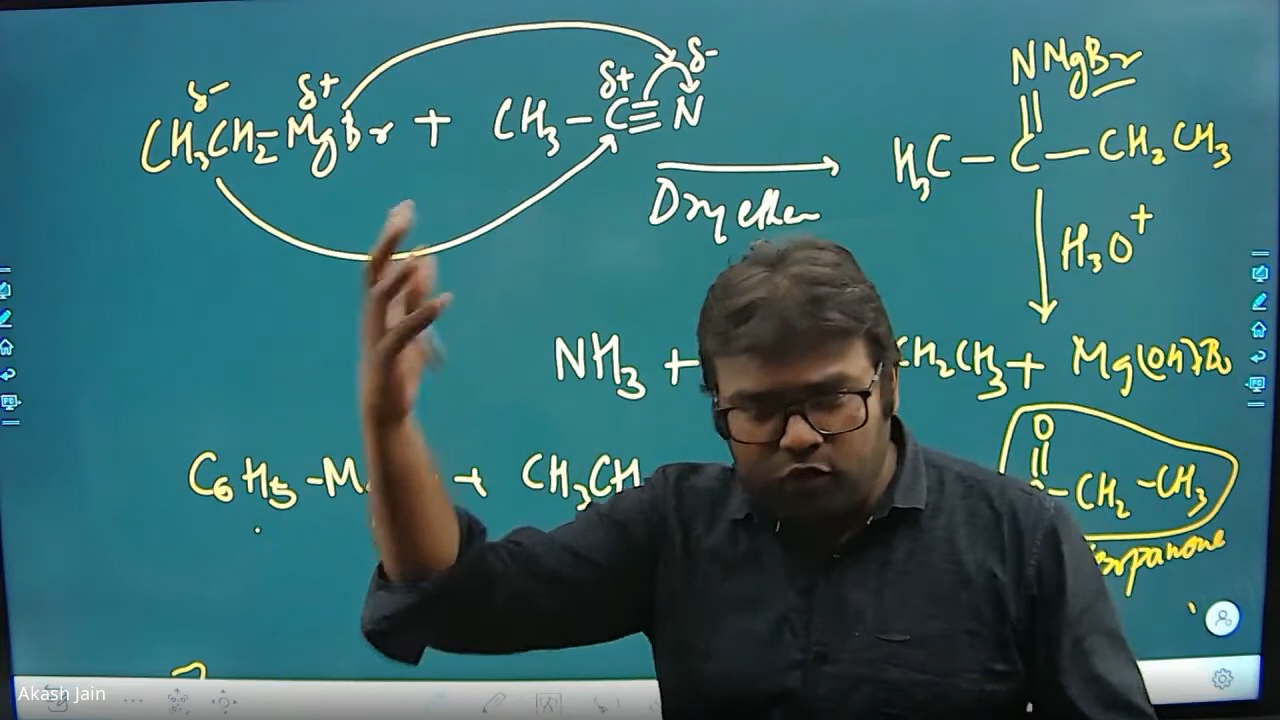 δ- δ+ δ+ δ-
CH3CH2-MgBr + CH3-C≡N
Dry ether
NMgBr
H3C-C-CH2CH3
H3O+
NH3 + CH2CH3 + Mg(OH)Br
C6H5-M + CH3CH
O
-CH2-CH3
opanone
Akash Jain